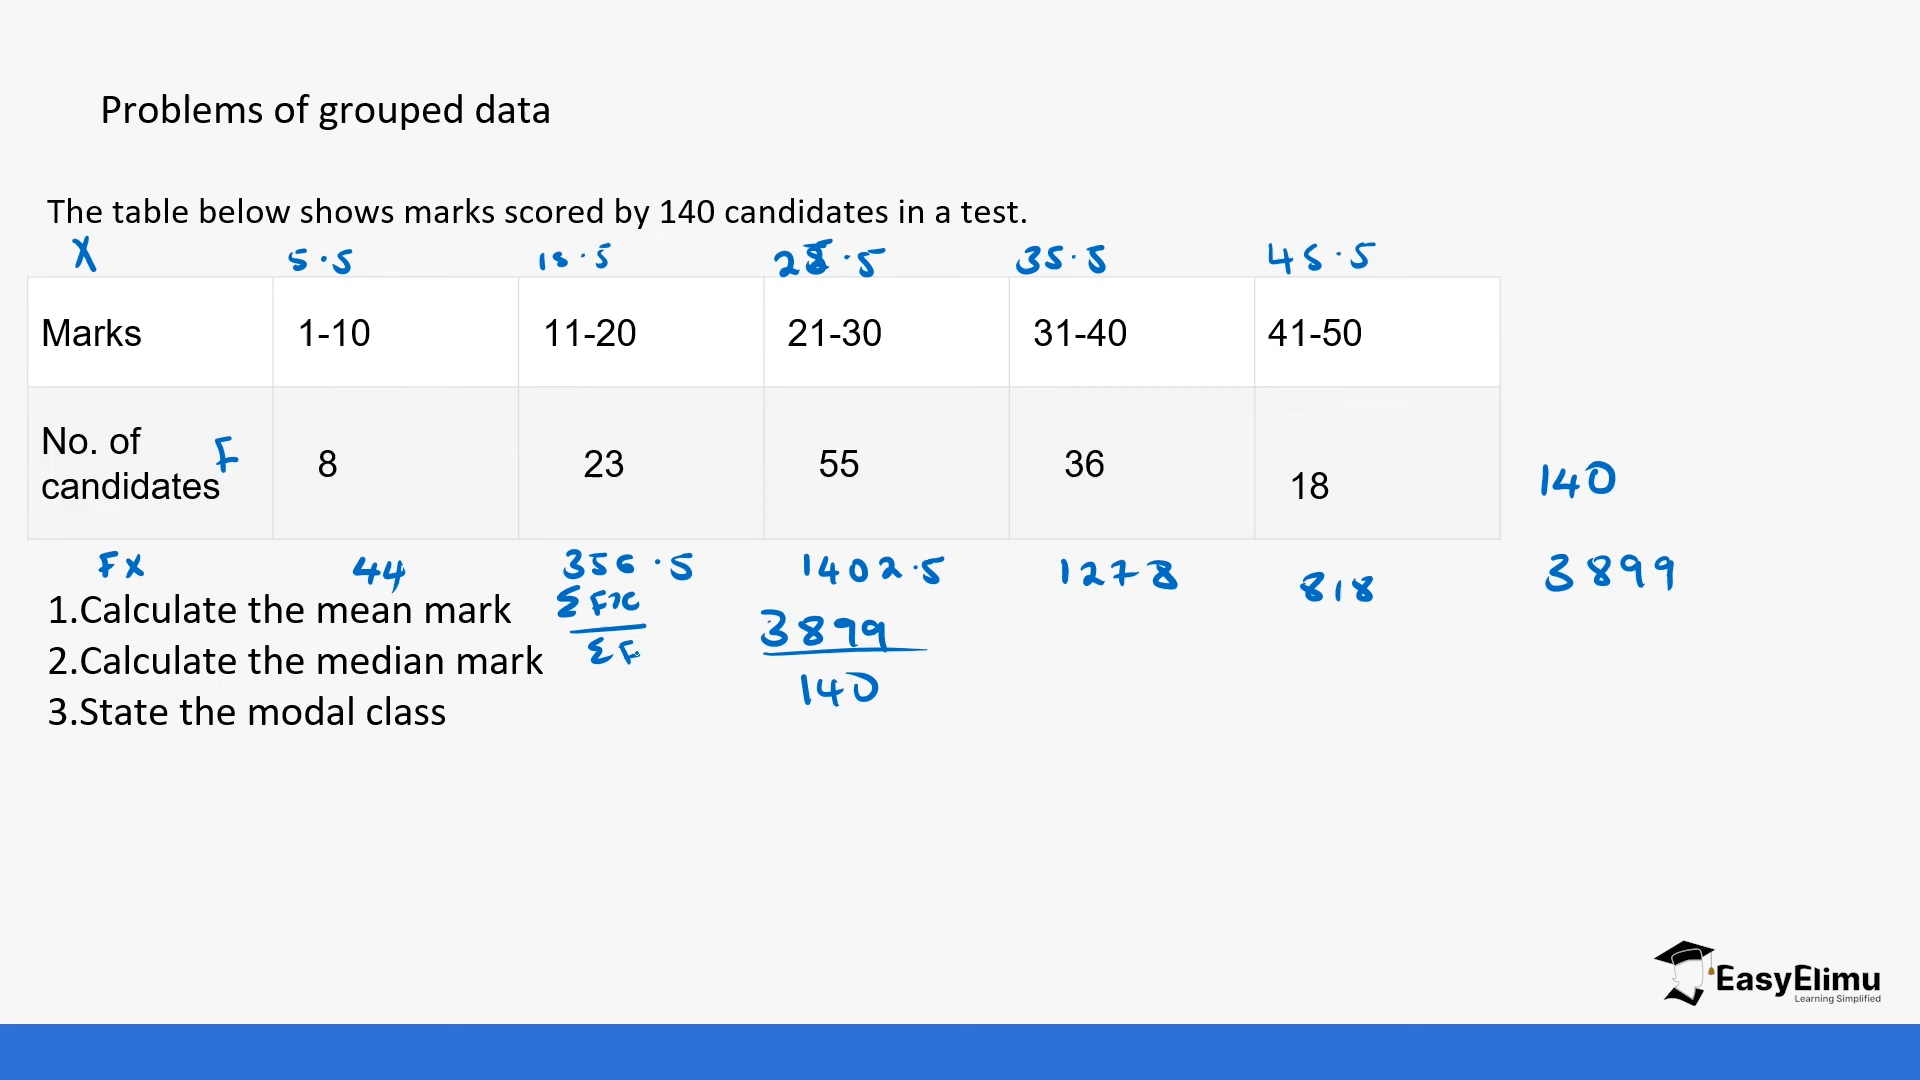 Problems of grouped data
The table below shows marks scored by 140 candidates in a test.
X 5.5 15.5 25.5 35.5 45.5
Marks 1-10 11-20 21-30 31-40 41-50
No. of candidates F 8 23 55 36 18 140
FX 44 356.5 1402.5 1278 818 3899
1.Calculate the mean mark Σfx 3899
2.Calculate the median mark ΣF 140
3.State the modal class
EasyElimu
Learning Simplified